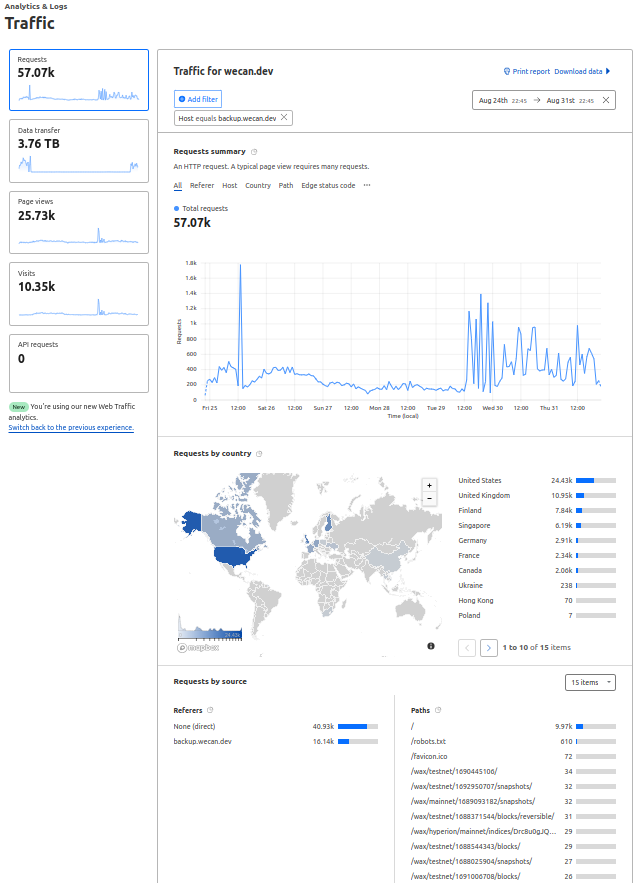 Analytics & Logs
Traffic
Requests
57.07k
Data transfer
3.76 TB
Page views
25.73k
Visits
10.35k
API requests
0
New You're using our new Web Traffic
analytics.
Switch back to the previous experience.
Traffic for wecan.dev
Print report Download data
Add filter
Aug 24th 22:45 → Aug 31st 22:45
Host equals backup.wecan.dev
Requests summary
An HTTP request. A typical page view requires many requests.
All Referer Host Country Path Edge status code ···
Total requests
57.07k
1.8k
1.6k
1.4k
1.2k
1k
800
600
400
200
0
Requests
Fri 25 12:00 Sat 26 12:00 Sun 27 12:00 Mon 28 12:00 Tue 29 12:00 Wed 30 12:00 Thu 31 12:00
Time (local)
Requests by country
+
−
mapbox
United States 24.43k
United Kingdom 10.95k
Finland 7.84k
Singapore 6.19k
Germany 2.91k
France 2.34k
Canada 2.06k
Ukraine 238
Hong Kong 70
Poland 7
1 to 10 of 15 items
Requests by source
15 items
Referers
None (direct) 40.93k
backup.wecan.dev 16.14k
Paths
/ 9.97k
/robots.txt 610
/favicon.ico 72
/wax/testnet/1690445106/ 34
/wax/testnet/1692950707/snapshots/ 32
/wax/mainnet/1689093182/snapshots/ 32
/wax/testnet/1688371544/blocks/reversible/ 31
/wax/hyperion/mainnet/indices/Drc8u0gJQ... 29
/wax/testnet/1688544343/blocks/ 29
/wax/testnet/1688025904/snapshots/ 27
/wax/testnet/1691006708/blocks/ 26